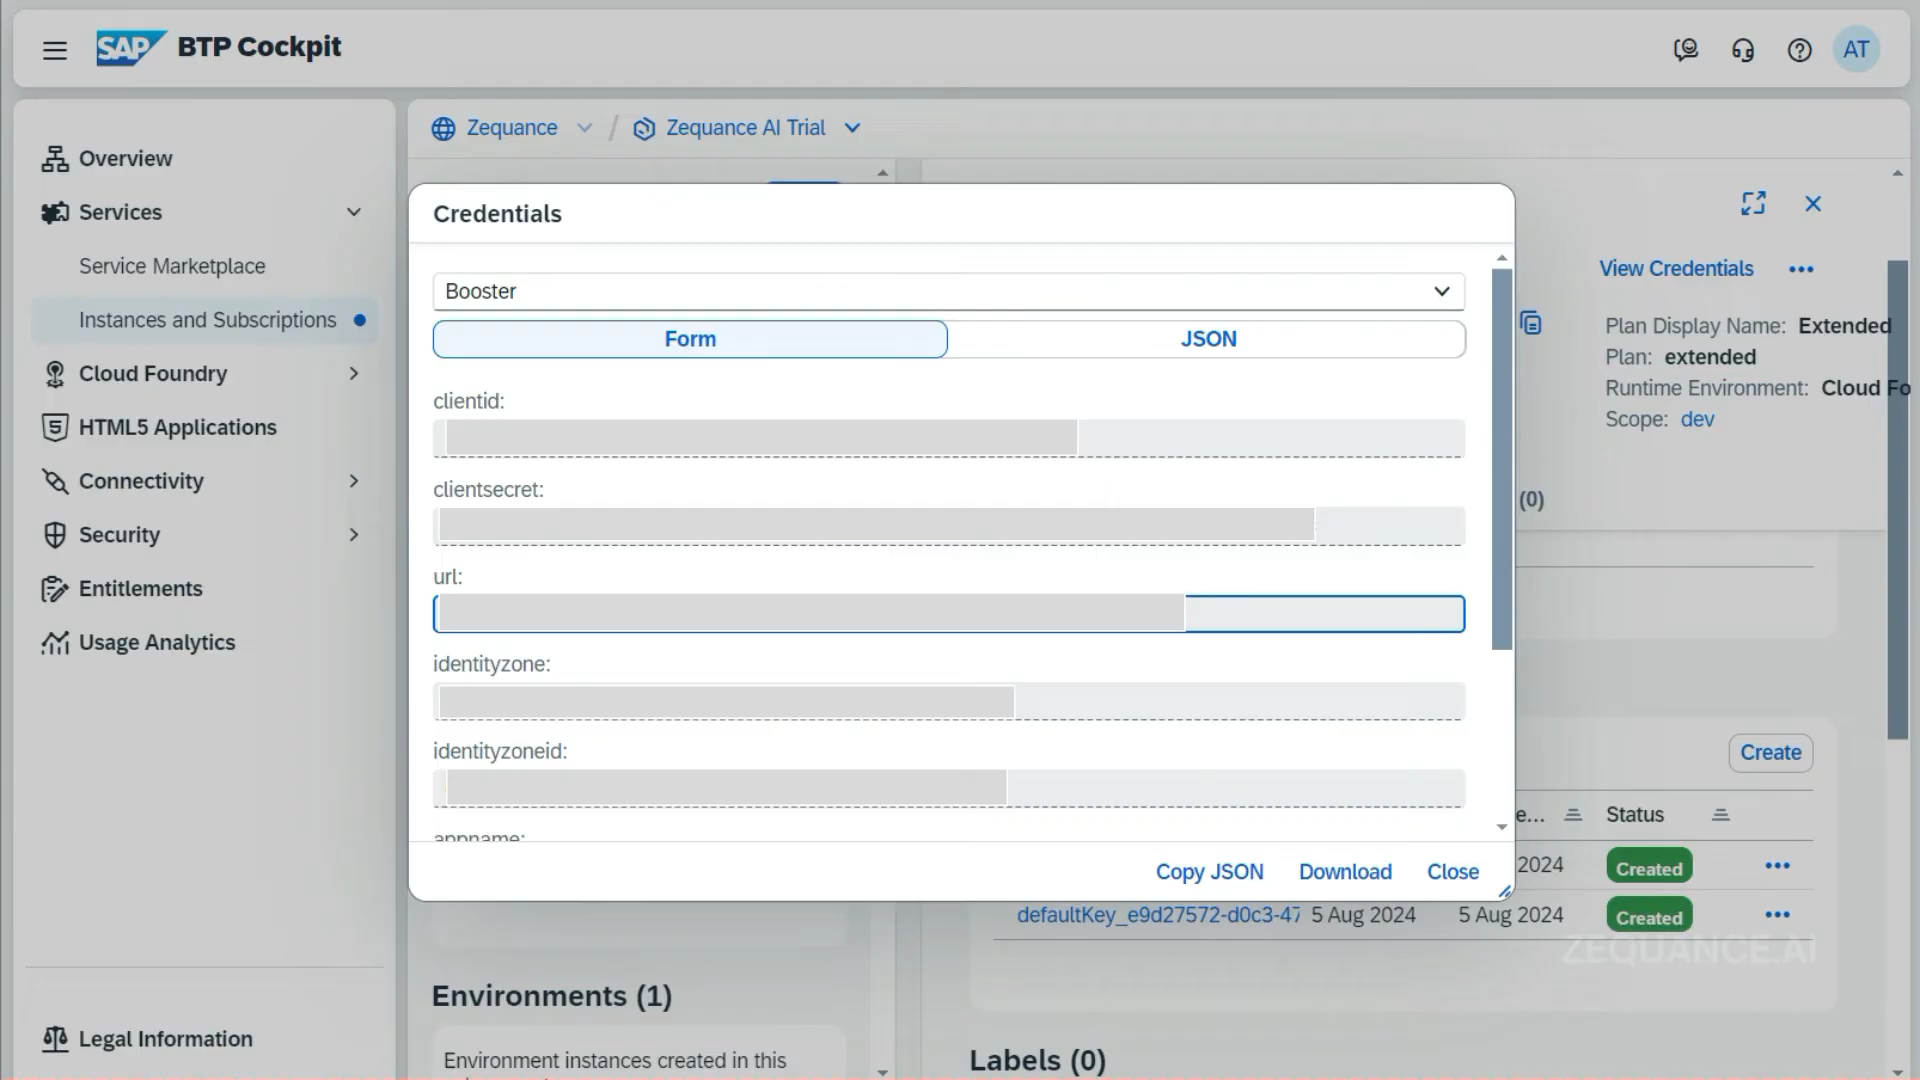 SAP BTP Cockpit
AT
Overview
Services
Service Marketplace
Instances and Subscriptions
Cloud Foundry
HTML5 Applications
Connectivity
Security
Entitlements
Usage Analytics
Legal Information
Zequance / Zequance AI Trial
Credentials
Booster
Form JSON
clientid:
clientsecret:
url:
identityzone:
identityzoneid:
appname:
Copy JSON Download Close
View Credentials
Plan Display Name: Extended
Plan: extended
Runtime Environment: Cloud Fo
Scope: dev
(0)
Create
e... Status
2024 Created
defaultKey_e9d27572-d0c3-47 5 Aug 2024 5 Aug 2024 Created
ZEQUANCE.AI
Environments (1)
Environment instances created in this
Labels (0)